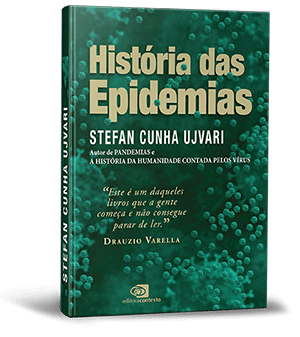 História das
Epidemias
STEFAN CUNHA UJVARI
Autor de PANDEMIAS e
A HISTÓRIA DA HUMANIDADE CONTADA PELOS VÍRUS
“Este é um daqueles
livros que a gente
começa e não consegue
parar de ler.”
DRAUZIO VARELLA
editoracontexto
STEFAN CUNHA UJVARI